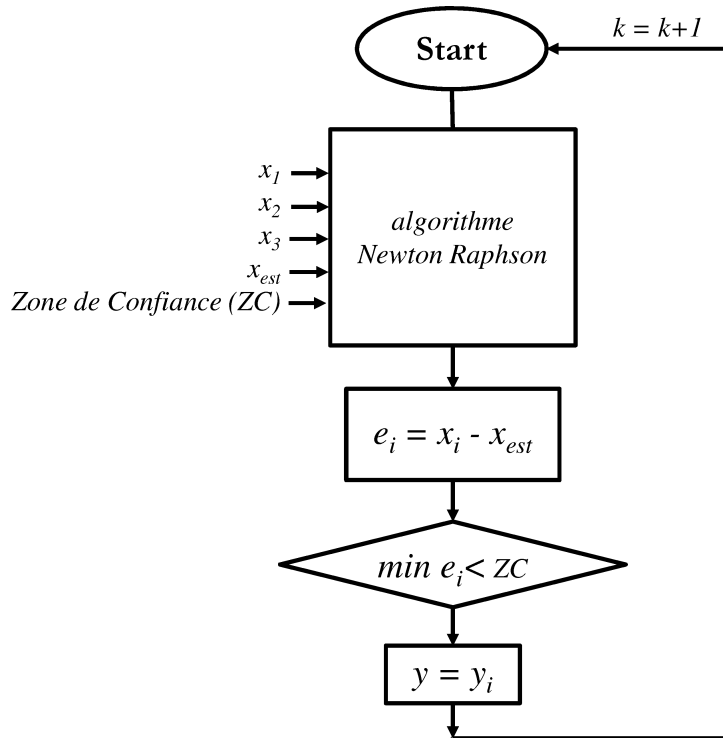 k = k+1
Start
x1
x2
x3
xest
Zone de Confiance (ZC)
algorithme
Newton Raphson
ei = xi - xest
min ei< ZC
y = yi